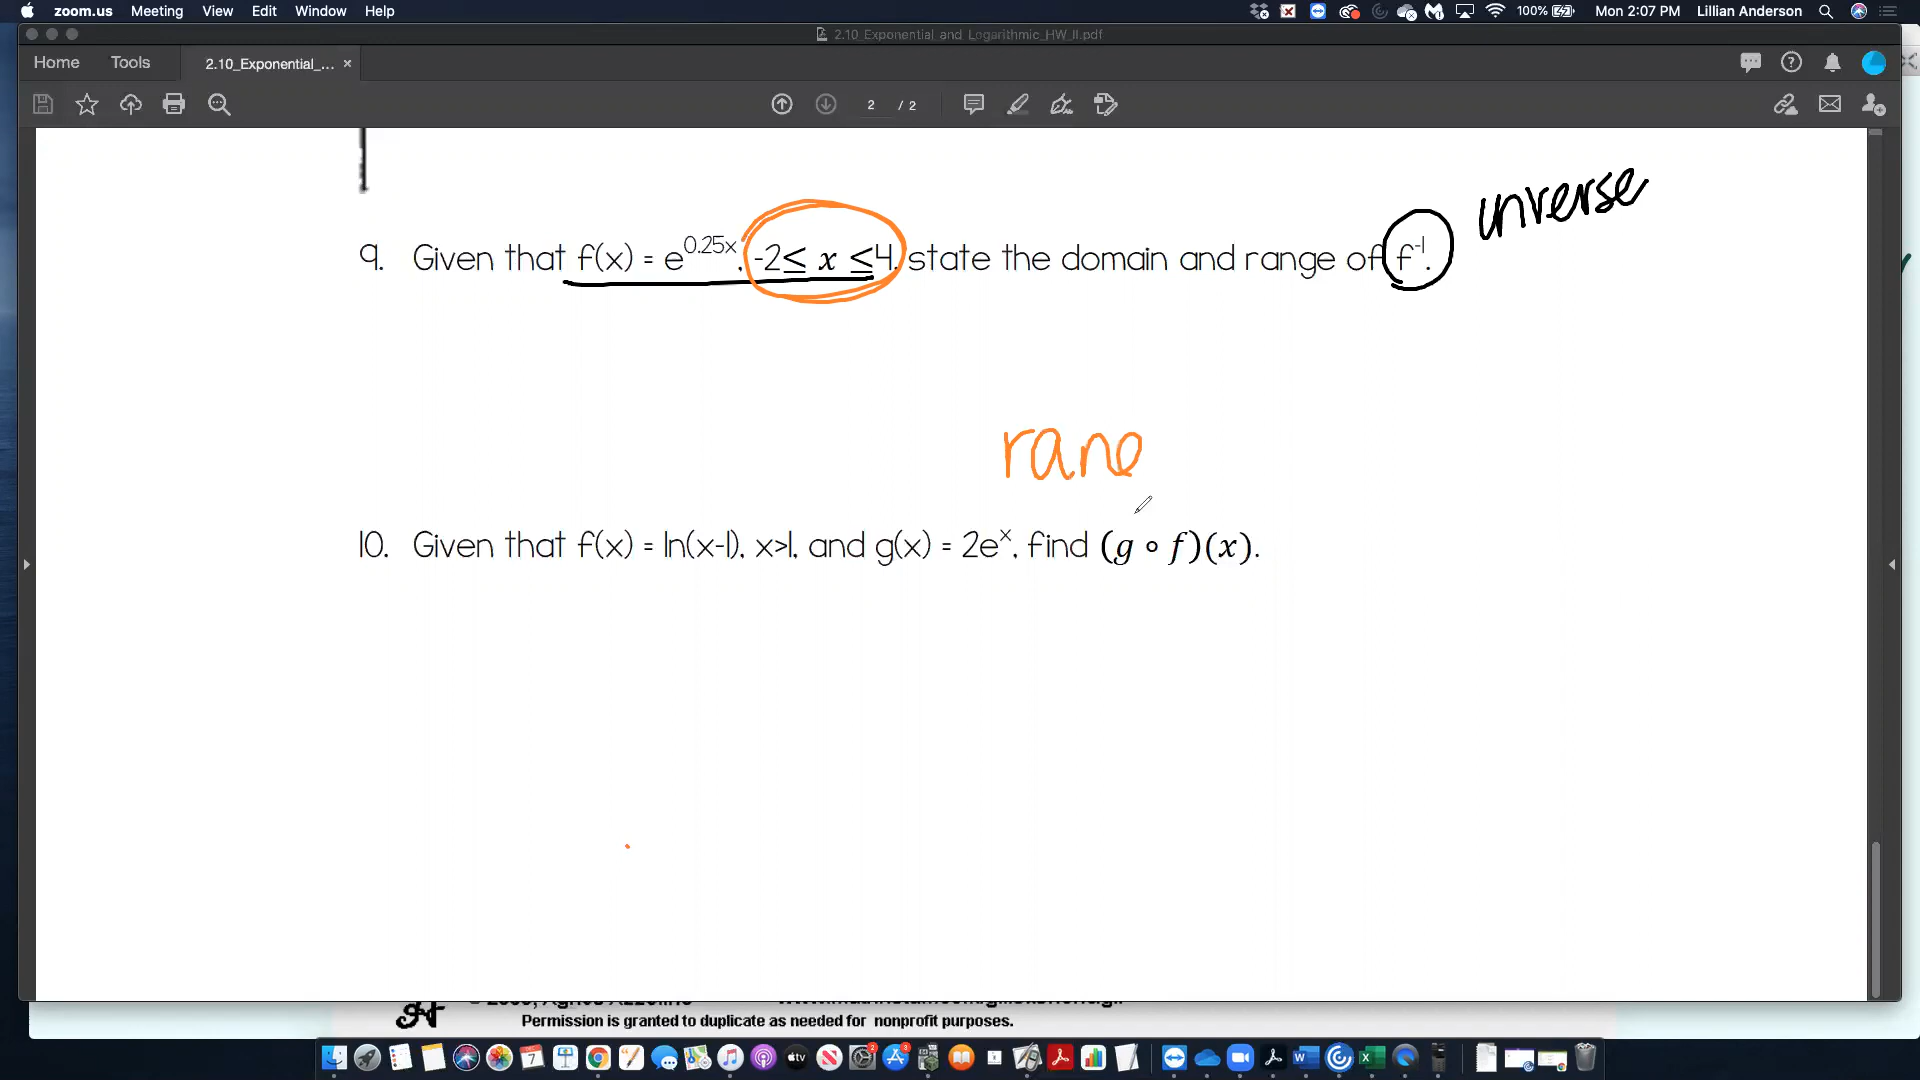 zoom.us Meeting View Edit Window Help 100% Mon 2:07 PM Lillian Anderson
2.10_Exponential_and_Logarithmic_HW_II.pdf
Home Tools 2.10_Exponential_... ×
2 / 2
inverse
9. Given that f(x) = e^0.25x, -2≤ x ≤4, state the domain and range of f^-1.
rane
10. Given that f(x) = ln(x-1), x>1, and g(x) = 2e^x, find (g ∘ f)(x).
Permission is granted to duplicate as needed for nonprofit purposes.